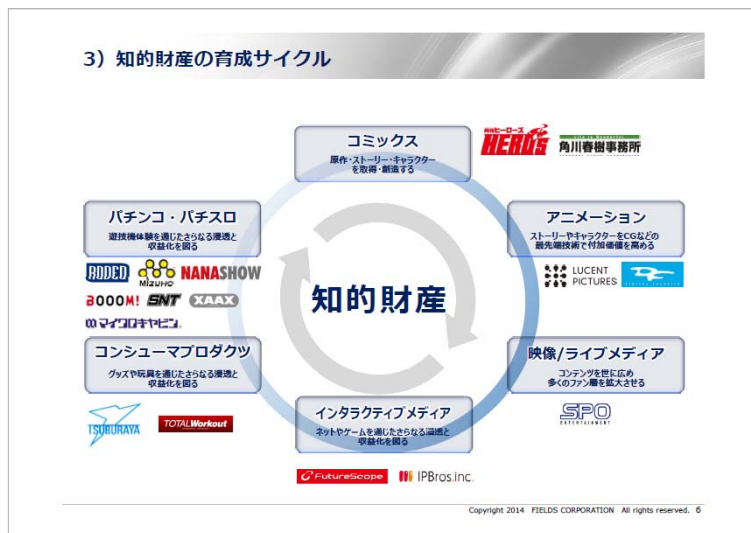 3）知的財産の育成サイクル
コミックス
原作・ストーリー・キャラクター
を取得・創造する
月刊ヒーローズ
HERO's
角川春樹事務所
パチンコ・パチスロ
遊技機体験を通じたさらなる浸透と
収益化を図る
RODEO
MIZUHO
NANASHOW
BOOOM!
SNT
XAAX
マイクロキャビン
アニメーション
ストーリーやキャラクターをCGなどの
最先端技術で付加価値を高める
LUCENT
PICTURES
知的財産
コンシューマプロダクツ
グッズや玩具を通じたさらなる浸透と
収益化を図る
TSUBURAYA
TOTAL Workout
映像/ライブメディア
コンテンツを世に広め
多くのファン層を拡大させる
SPO
ENTERTAINMENT
インタラクティブメディア
ネットやゲームを通じたさらなる浸透と
収益化を図る
FutureScope
IPBros.inc.
Copyright 2014 FIELDS CORPORATION All rights reserved. 6